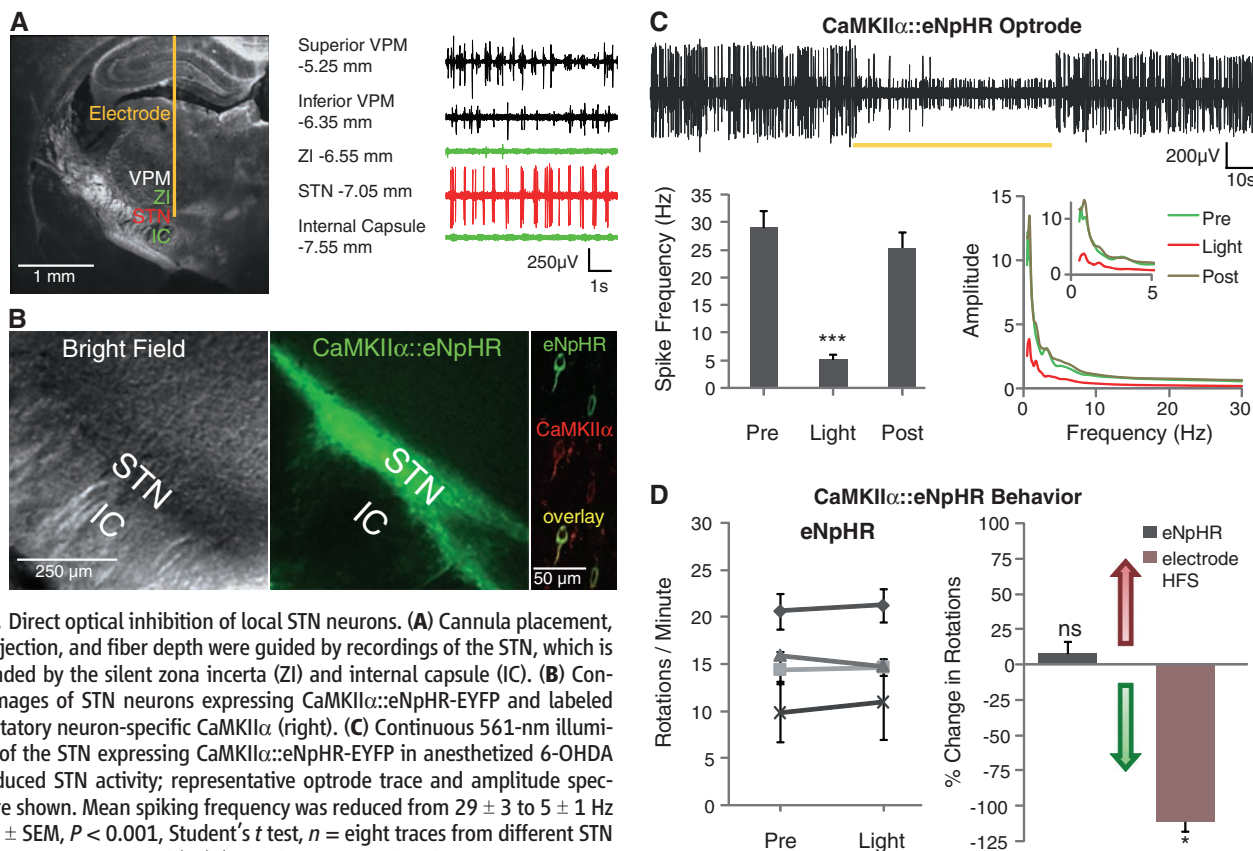 A
Electrode
VPM
ZI
STN
IC
1 mm
Superior VPM
-5.25 mm
Inferior VPM
-6.35 mm
ZI -6.55 mm
STN -7.05 mm
Internal Capsule
-7.55 mm
250µV
1s
B
Bright Field
STN
IC
250 µm
CaMKIIα::eNpHR
STN
IC
eNpHR
CaMKIIα
overlay
50 µm
. Direct optical inhibition of local STN neurons. (A) Cannula placement,
jection, and fiber depth were guided by recordings of the STN, which is
nded by the silent zona incerta (ZI) and internal capsule (IC). (B) Con-
mages of STN neurons expressing CaMKIIα::eNpHR-EYFP and labeled
tatory neuron-specific CaMKIIα (right). (C) Continuous 561-nm illumi-
of the STN expressing CaMKIIα::eNpHR-EYFP in anesthetized 6-OHDA
duced STN activity; representative optrode trace and amplitude spec-
re shown. Mean spiking frequency was reduced from 29 ± 3 to 5 ± 1 Hz
± SEM, P < 0.001, Student's t test, n = eight traces from different STN
C
CaMKIIα::eNpHR Optrode
200µV
10s
Spike Frequency (Hz)
35
30
25
20
15
10
5
0
***
Pre Light Post
Amplitude
15
10
5
0
0 10 20 30
Frequency (Hz)
10
0
0 5
Pre
Light
Post
D
CaMKIIα::eNpHR Behavior
eNpHR
Rotations / Minute
30
25
20
15
10
5
0
Pre Light
% Change in Rotations
100
75
50
25
0
-25
-50
-75
-100
-125
eNpHR
electrode
HFS
ns
*